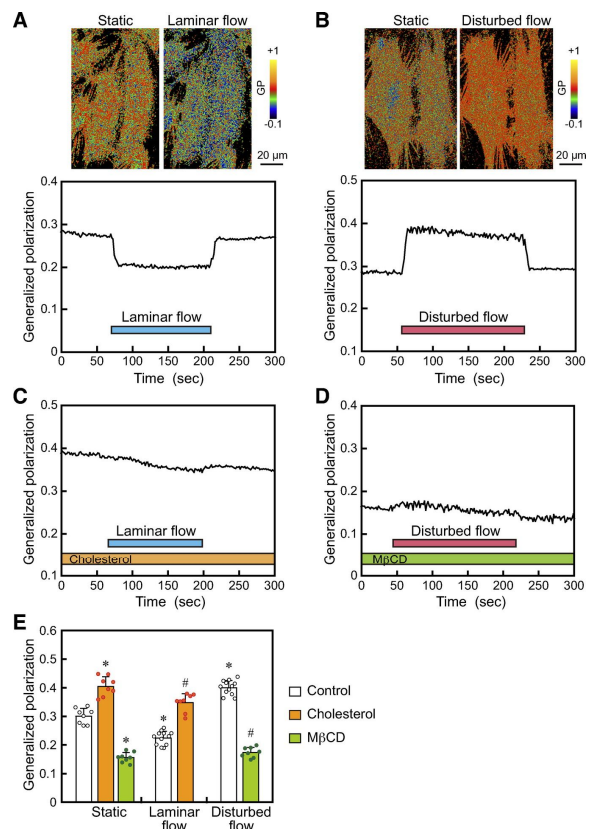 A
Static
Laminar flow
+1
GP
-0.1
20 μm
Generalized polarization
0.4
0.3
0.2
0.1
0
Laminar flow
0 50 100 150 200 250 300
Time (sec)
B
Static
Disturbed flow
+1
GP
-0.1
20 μm
Generalized polarization
0.5
0.4
0.3
0.2
0.1
Disturbed flow
0 50 100 150 200 250 300
Time (sec)
C
Generalized polarization
0.5
0.4
0.3
0.2
0.1
Laminar flow
Cholesterol
0 50 100 150 200 250 300
Time (sec)
D
Generalized polarization
0.4
0.3
0.2
0.1
0
Disturbed flow
MβCD
0 50 100 150 200 250 300
Time (sec)
E
Generalized polarization
0.6
0.5
0.4
0.3
0.2
0.1
0
* * * # * #
Static
Laminar flow
Disturbed flow
Control
Cholesterol
MβCD